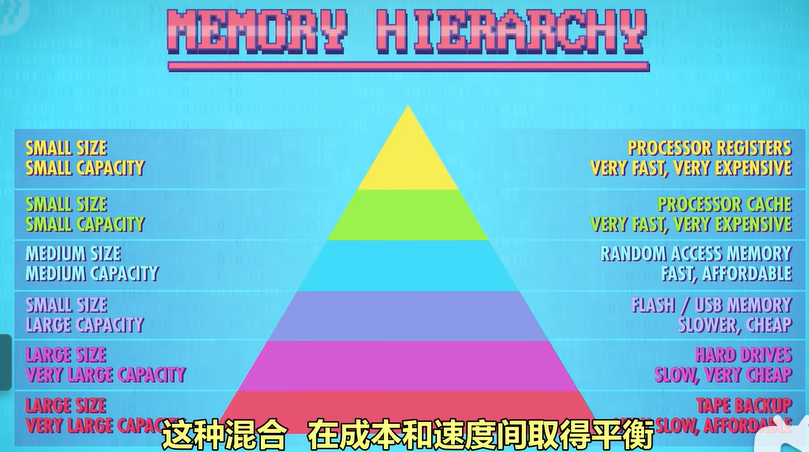 MEMORY HIERARCHY
SMALL SIZE
SMALL CAPACITY
PROCESSOR REGISTERS
VERY FAST, VERY EXPENSIVE
SMALL SIZE
SMALL CAPACITY
PROCESSOR CACHE
VERY FAST, VERY EXPENSIVE
MEDIUM SIZE
MEDIUM CAPACITY
RANDOM ACCESS MEMORY
FAST, AFFORDABLE
SMALL SIZE
LARGE CAPACITY
FLASH / USB MEMORY
SLOWER, CHEAP
LARGE SIZE
VERY LARGE CAPACITY
HARD DRIVES
SLOW, VERY CHEAP
LARGE SIZE
VERY LARGE
TAPE BACKUP
SLOW,
这种混合 在成本和速度间取得平衡